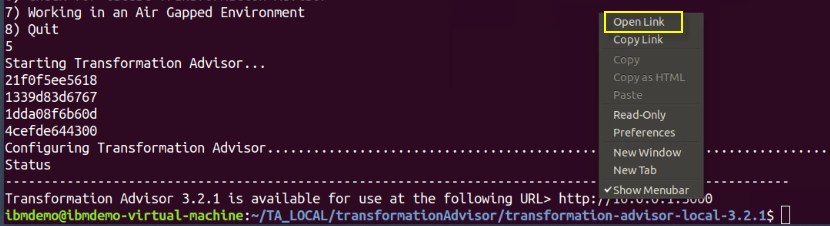 7) Working in an Air Gapped Environment
8) Quit
5
Starting Transformation Advisor...
21f0f5ee5618
1339d83d6767
1dda08f6b60d
4cefde644300
Configuring Transformation Advisor...............................................................................
Status
--------------------------------------------------------------------------------
Transformation Advisor 3.2.1 is available for use at the following URL>
ibmdemo@ibmdemo-virtual-machine:~/TA_LOCAL/transformationAdvisor/transformation-advisor-local-3.2.1$
Open Link
Copy Link
Copy
Copy as HTML
Paste
Read-Only
Preferences
New Window
New Tab
✓Show Menubar